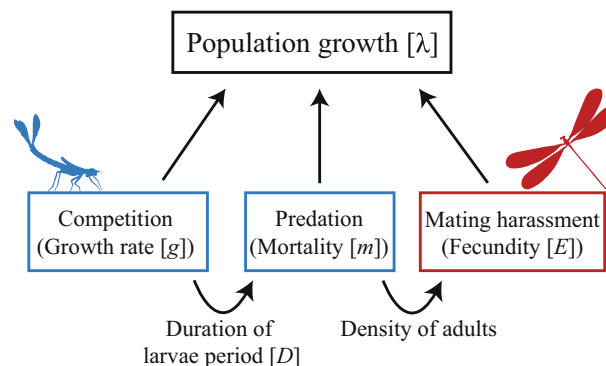 Population growth [λ]
Competition
(Growth rate [g])
Predation
(Mortality [m])
Mating harassment
(Fecundity [E])
Duration of
larvae period [D]
Density of adults